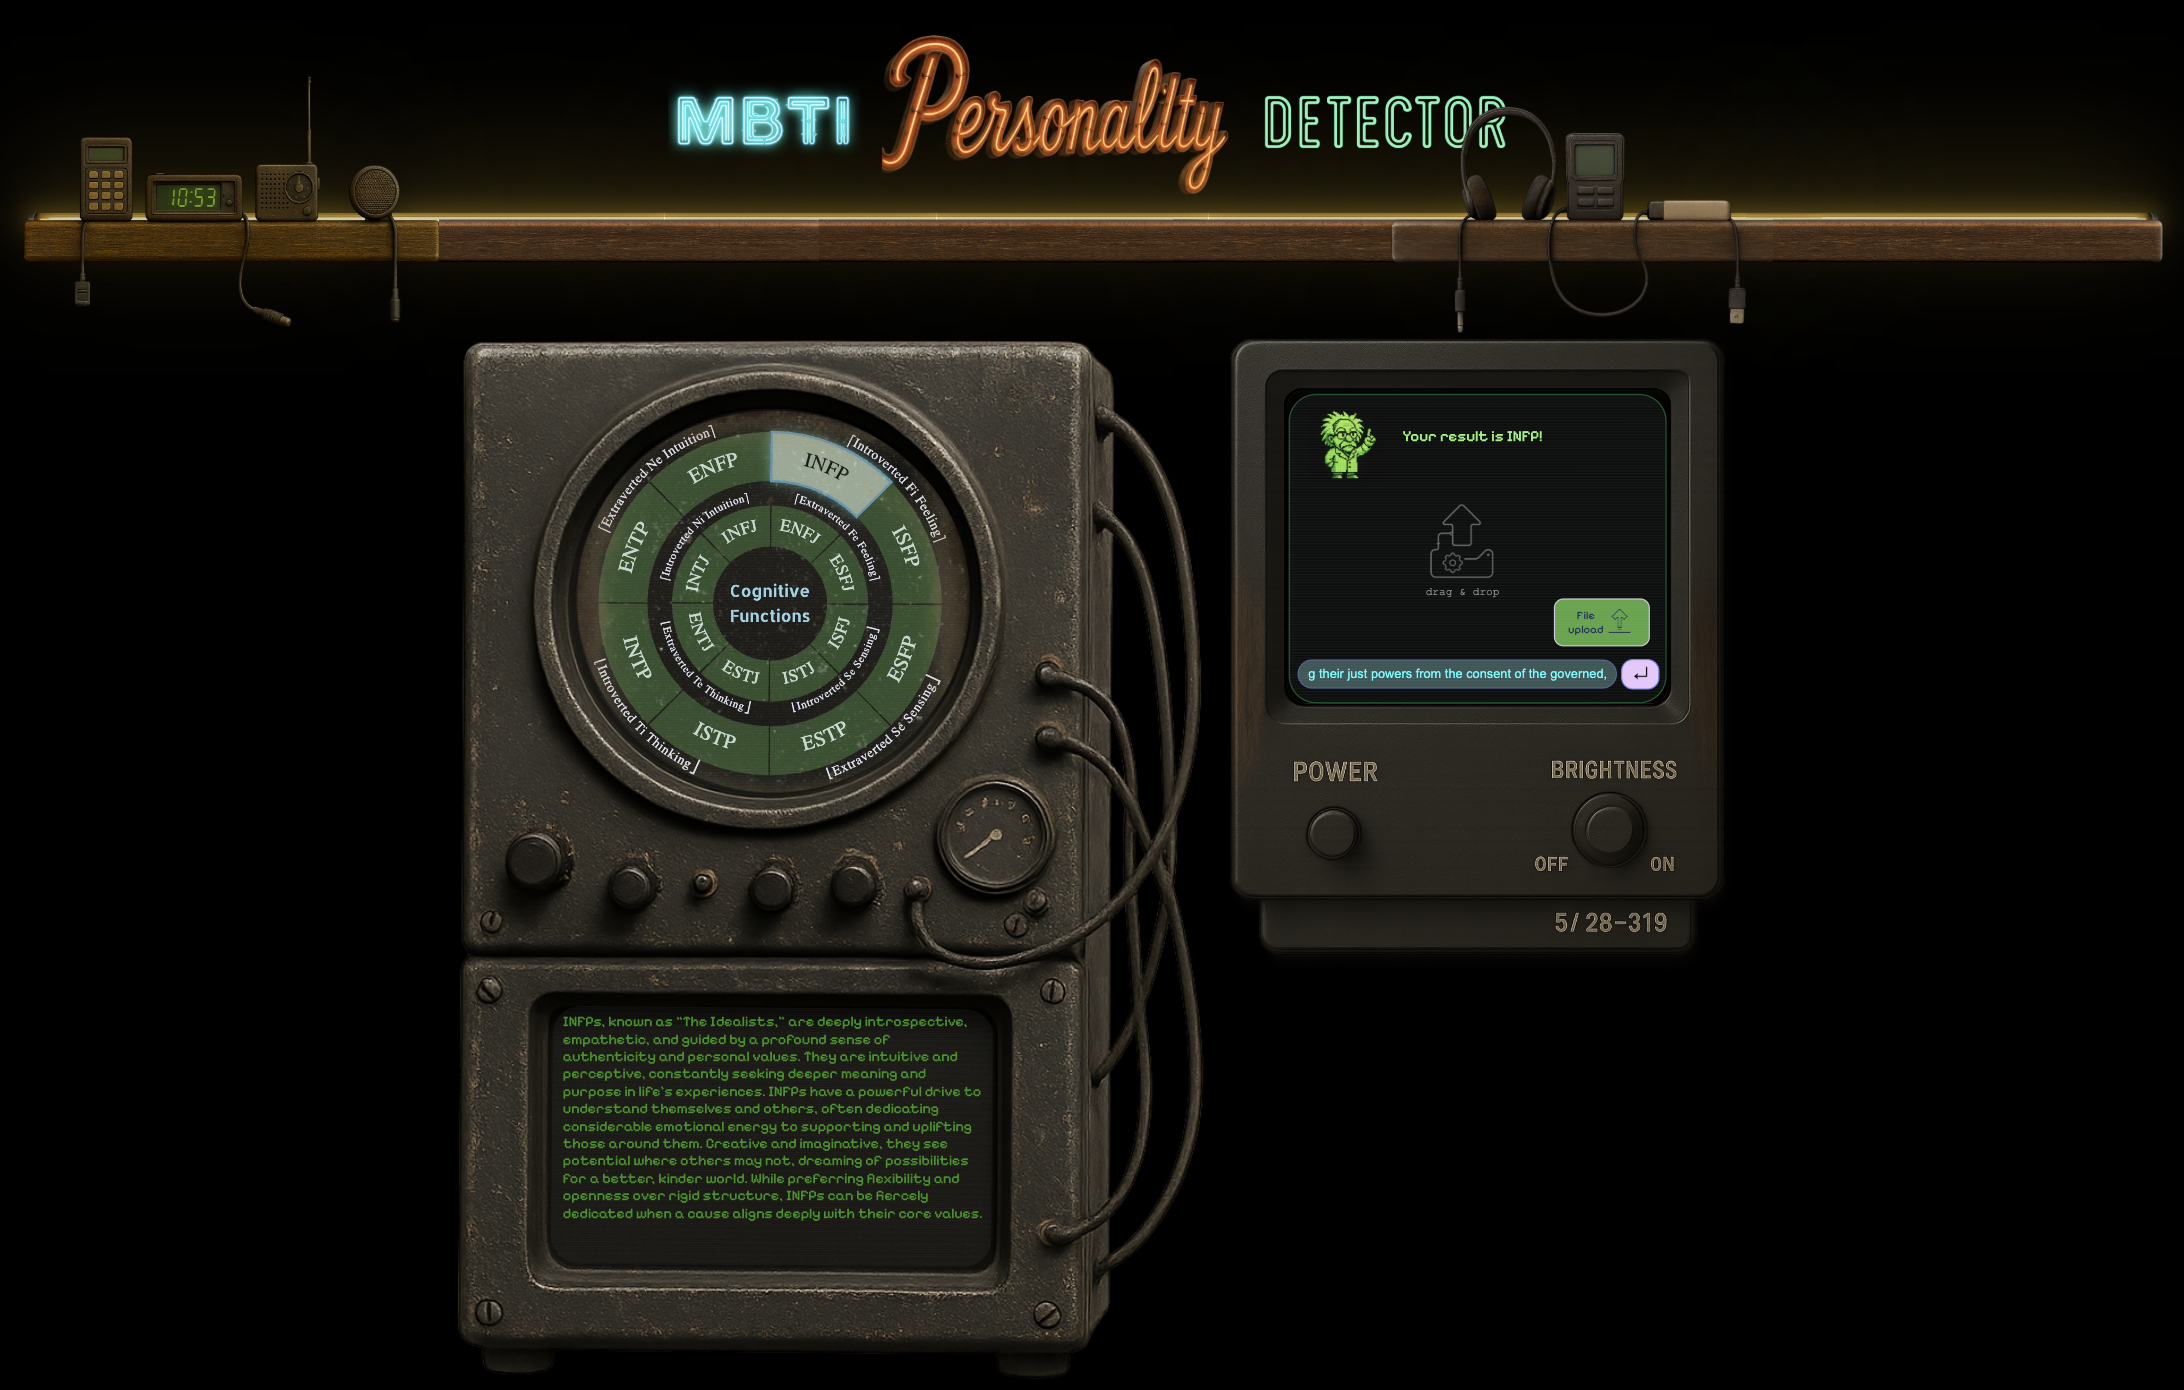 MBTI Personality DETECTOR
10:53
[Extraverted Ne Intuition]
[Introverted Fi Feeling]
ENFP
INFP
ENTP
ISFP
INTP
ESFP
ISTP
ESTP
[Introverted Ni Intuition]
[Extraverted Fe Feeling]
INFJ
ENFJ
INTJ
ESFJ
Cognitive
Functions
ENTJ
ISFJ
ESTJ
ISTJ
[Extraverted Te Thinking]
[Introverted Se Sensing]
[Introverted Ti Thinking]
[Extraverted Se Sensing]
Your result is INFP!
drag & drop
File
upload
g their just powers from the consent of the governed,
POWER
BRIGHTNESS
OFF
ON
5/ 28-319
INFPs, known as "The Idealists," are deeply introspective,
empathetic, and guided by a profound sense of
authenticity and personal values. They are intuitive and
perceptive, constantly seeking deeper meaning and
purpose in life's experiences. INFPs have a powerful drive to
understand themselves and others, often dedicating
considerable emotional energy to supporting and uplifting
those around them. Creative and imaginative, they see
potential where others may not, dreaming of possibilities
for a better, kinder world. While preferring flexibility and
openness over rigid structure, INFPs can be fiercely
dedicated when a cause aligns deeply with their core values.